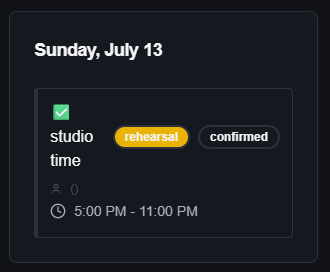 Sunday, July 13
✅
studio time
rehearsal
confirmed
()
5:00 PM - 11:00 PM